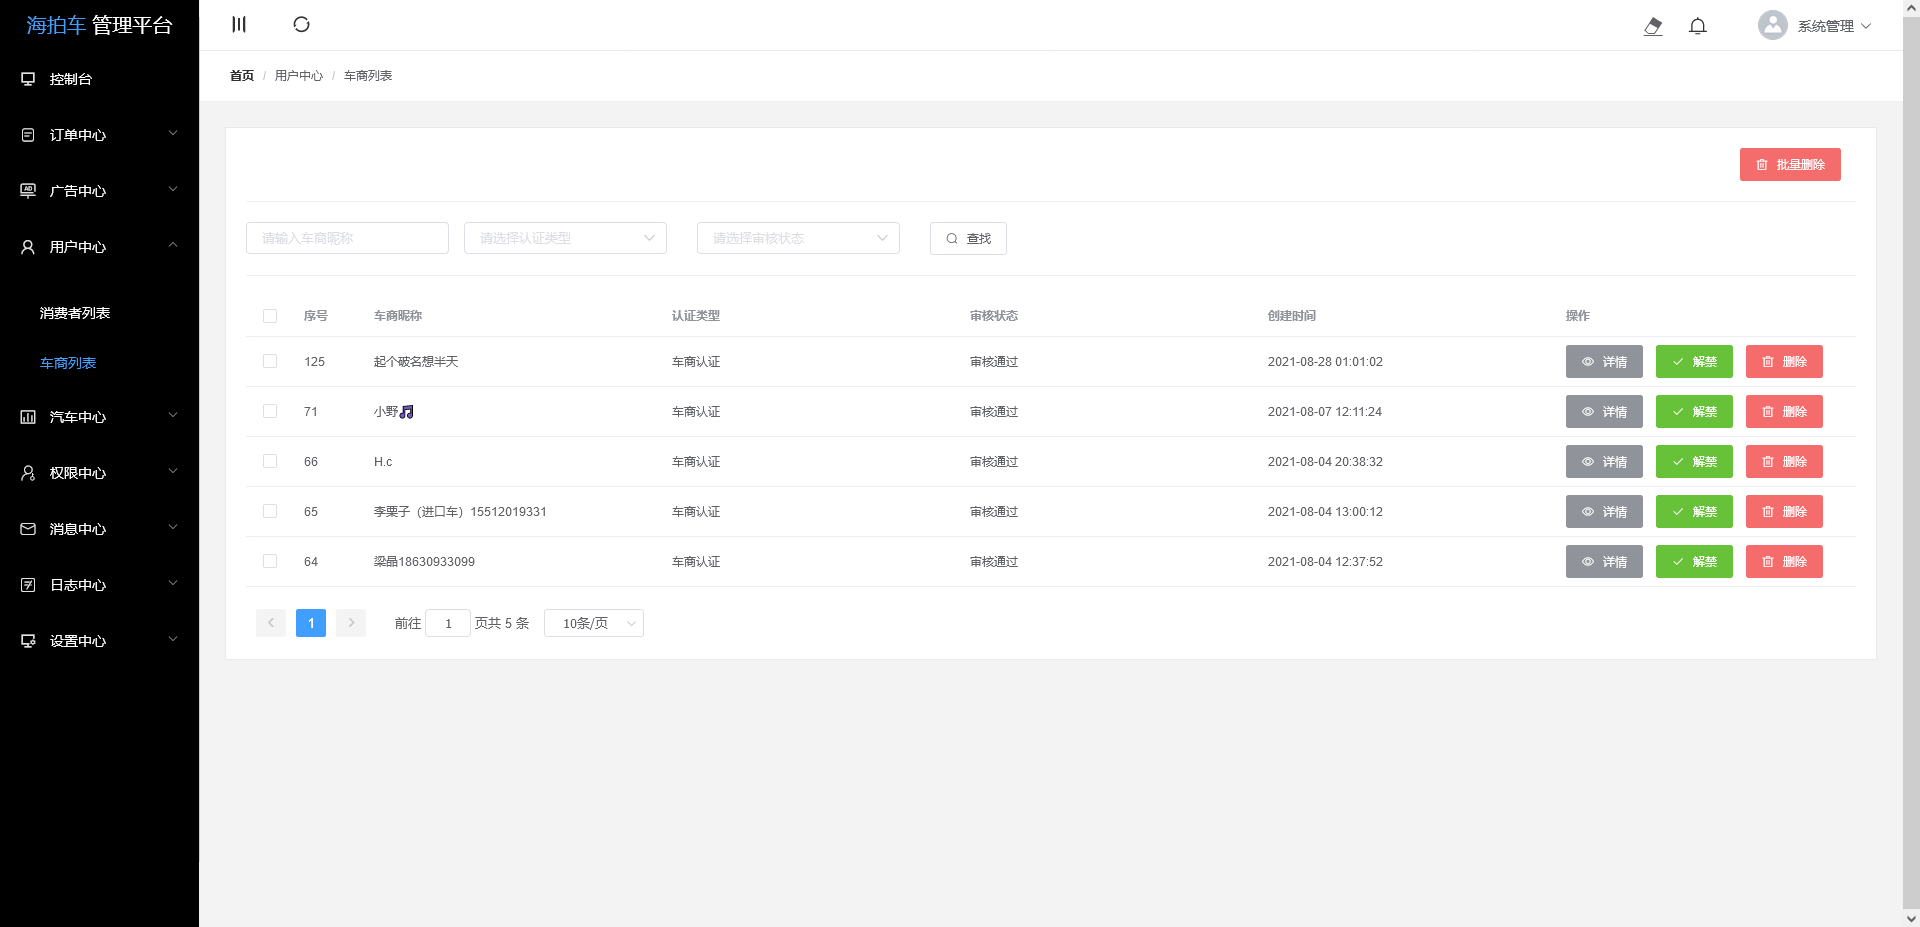 海拍车 管理平台
系统管理
控制台
订单中心
广告中心
用户中心
消费者列表
车商列表
汽车中心
权限中心
消息中心
日志中心
设置中心
首页 / 用户中心 / 车商列表
批量删除
请输入车商昵称 请选择认证类型 请选择审核状态 查找
序号 车商昵称 认证类型 审核状态 创建时间 操作
125 起个破名想半天 车商认证 审核通过 2021-08-28 01:01:02 详情 解禁 删除
71 小野🎵 车商认证 审核通过 2021-08-07 12:11:24 详情 解禁 删除
66 H.c 车商认证 审核通过 2021-08-04 20:38:32 详情 解禁 删除
65 李栗子（进口车）15512019331 车商认证 审核通过 2021-08-04 13:00:12 详情 解禁 删除
64 梁晶18630933099 车商认证 审核通过 2021-08-04 12:37:52 详情 解禁 删除
1 前往 1 页共 5 条 10条/页